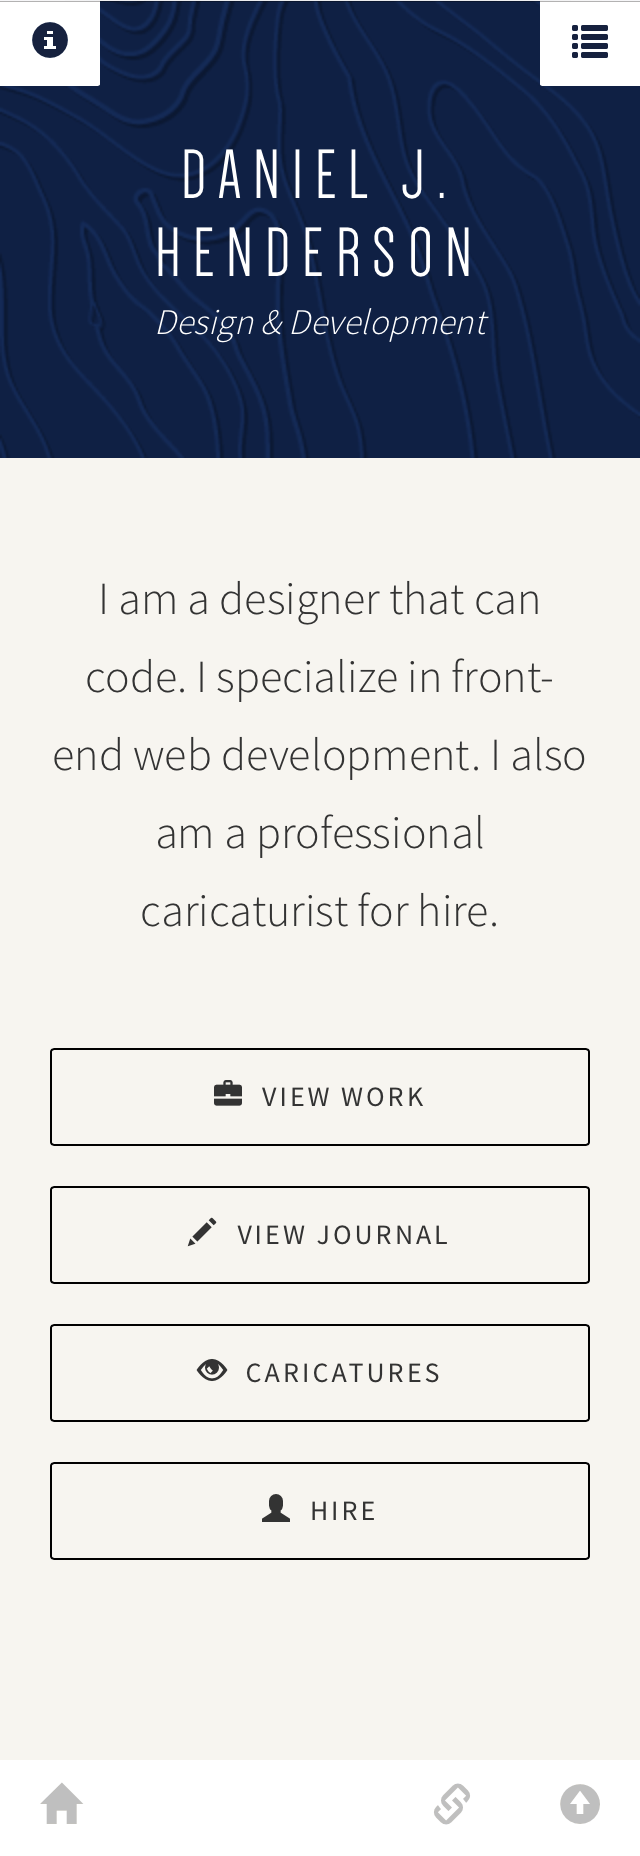 DANIEL J.
HENDERSON
Design & Development
I am a designer that can
code. I specialize in front-
end web development. I also
am a professional
caricaturist for hire.
VIEW WORK
VIEW JOURNAL
CARICATURES
HIRE